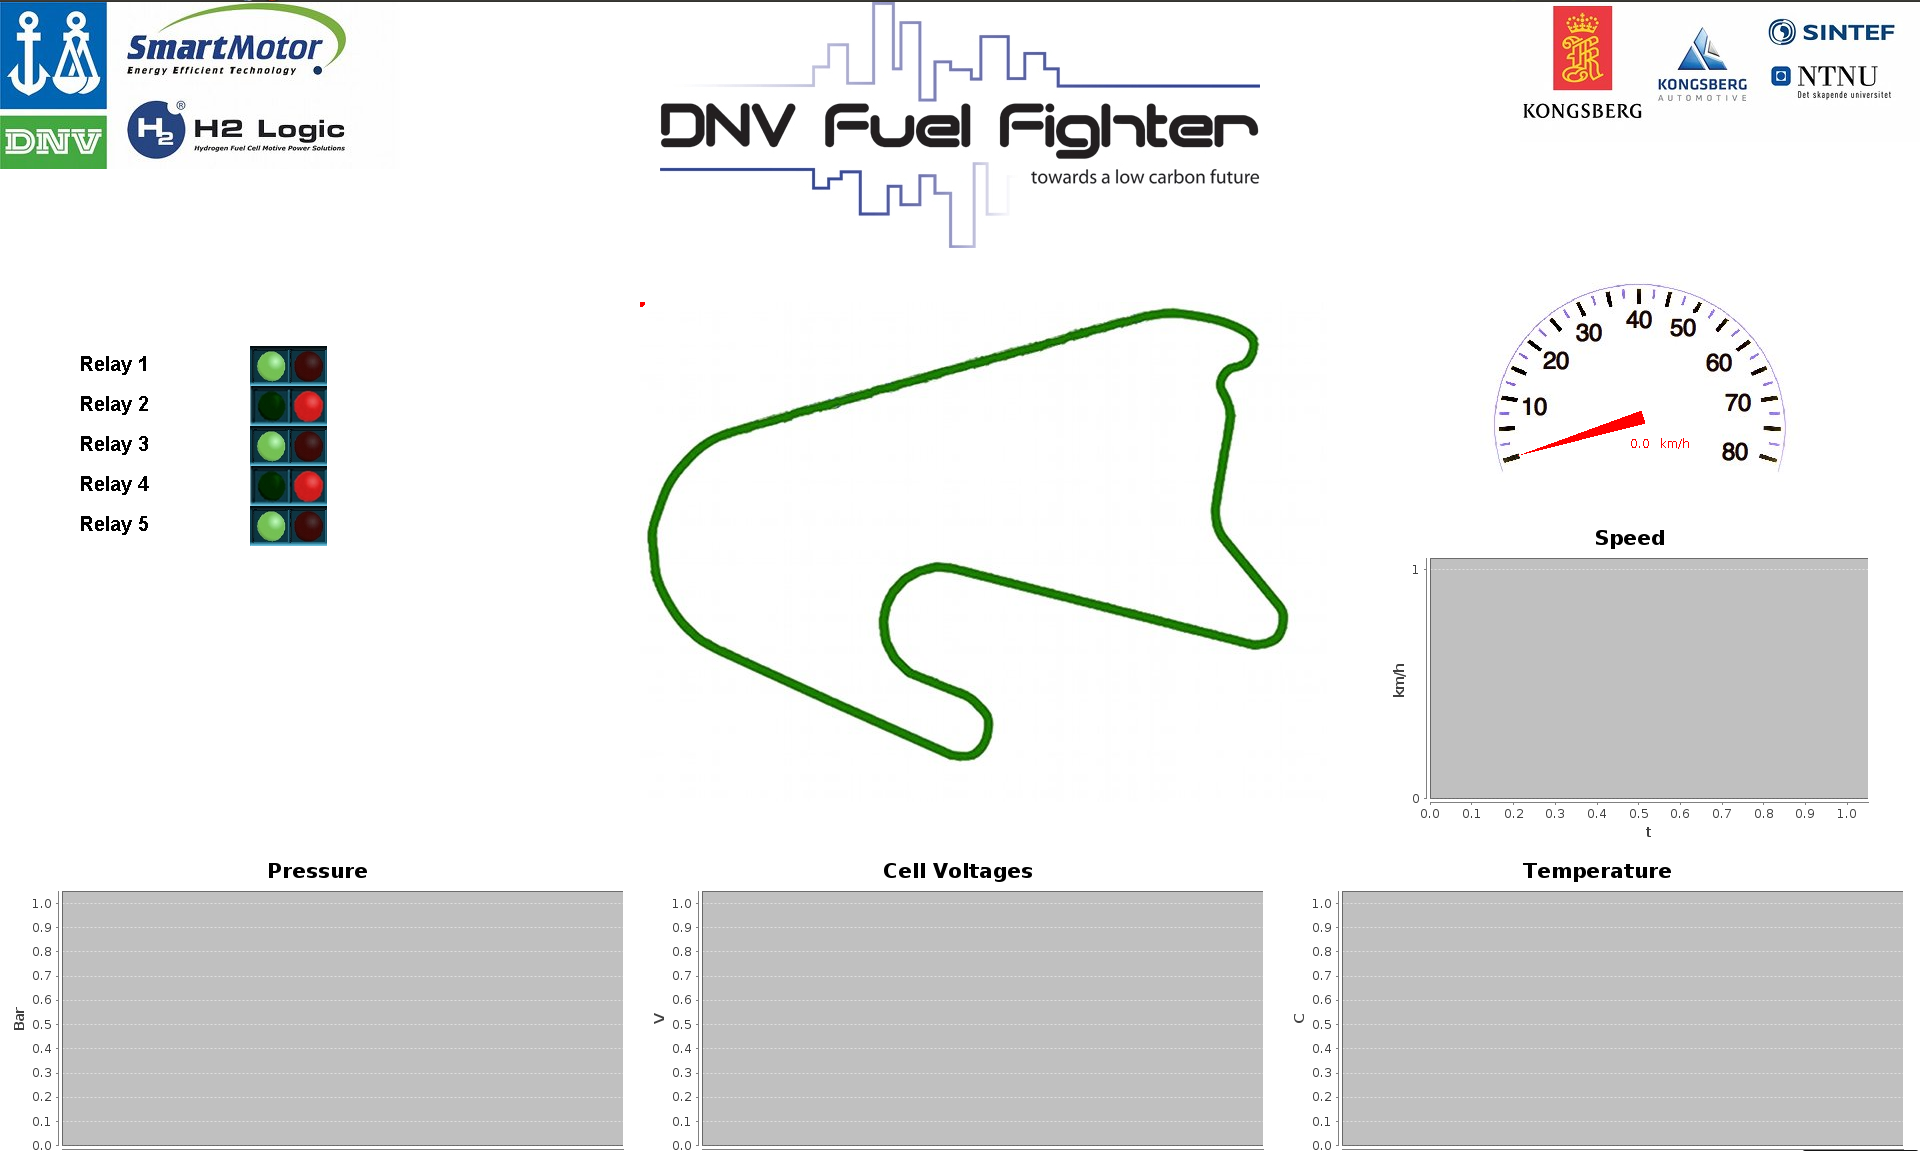 SmartMotor
Energy Efficient Technology
DNV
H2 ®
H2 Logic
Hydrogen Fuel Cell Motive Power Solutions
DNV Fuel Fighter
towards a low carbon future
KONGSBERG
KONGSBERG
AUTOMOTIVE
SINTEF
NTNU
Det skapende universitet
Relay 1
Relay 2
Relay 3
Relay 4
Relay 5
10
20
30
40
50
60
70
80
0.0 km/h
Speed
1
0
km/h
0.0 0.1 0.2 0.3 0.4 0.5 0.6 0.7 0.8 0.9 1.0
t
Pressure
1.0
0.9
0.8
0.7
0.6
0.5
0.4
0.3
0.2
0.1
0.0
Bar
Cell Voltages
1.0
0.9
0.8
0.7
0.6
0.5
0.4
0.3
0.2
0.1
0.0
V
Temperature
1.0
0.9
0.8
0.7
0.6
0.5
0.4
0.3
0.2
0.1
0.0
C